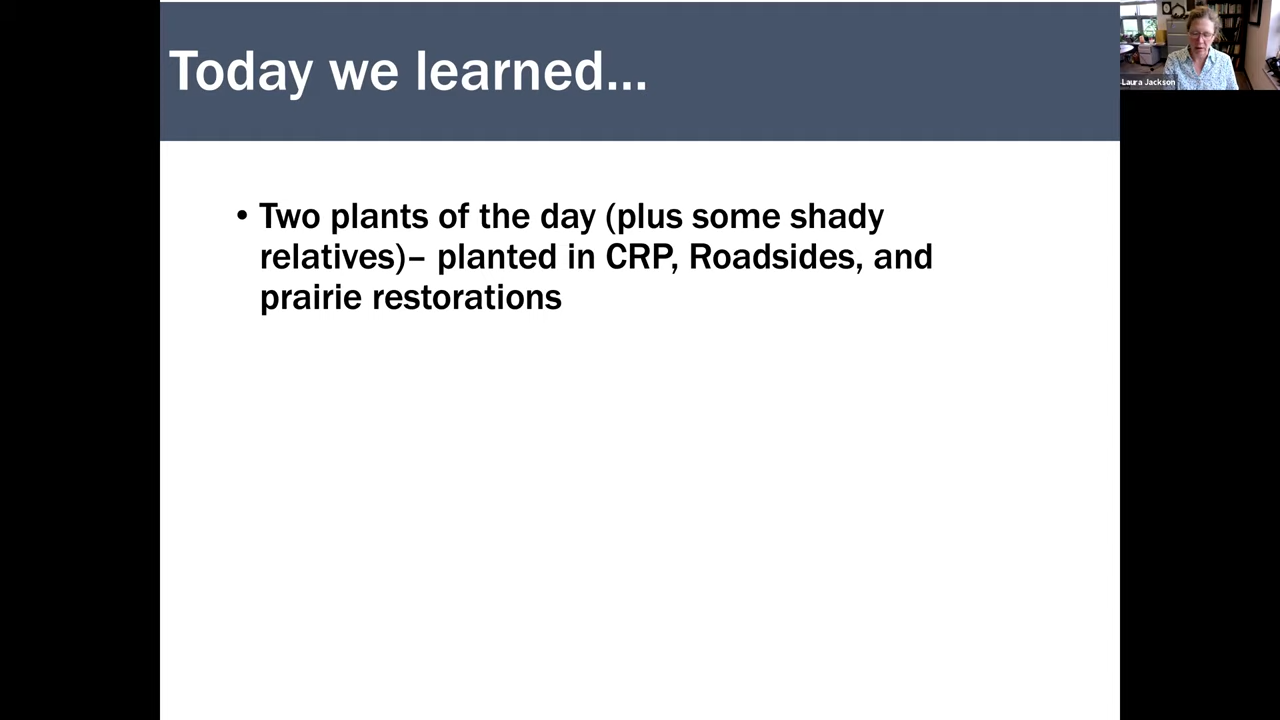 Today we learned...
• Two plants of the day (plus some shady
relatives)– planted in CRP, Roadsides, and
prairie restorations
Laura Jackson